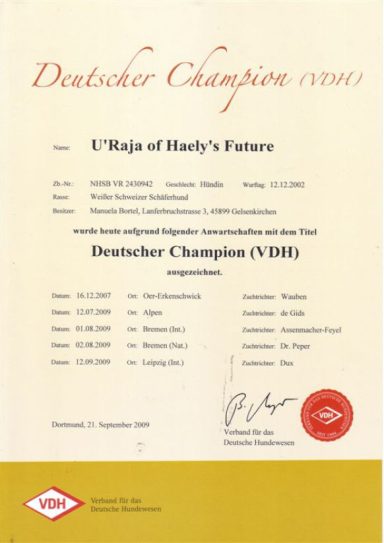 Deutscher Champion (VDH)
Name: U'Raja of Haely's Future
Zb.-Nr.: NHSB VR 2430942 Geschlecht: Hündin Wurftag: 12.12.2002
Rasse: Weißer Schweizer Schäferhund
Besitzer: Manuela Bortel, Lanferbruchstrasse 3, 45899 Gelsenkirchen
wurde heute aufgrund folgender Anwartschaften mit dem Titel
Deutscher Champion (VDH)
ausgezeichnet.
Datum: 16.12.2007 Ort: Oer-Erkenschwick Zuchtrichter: Wauben
Datum: 12.07.2009 Ort: Alpen Zuchtrichter: de Gids
Datum: 01.08.2009 Ort: Bremen (Int.) Zuchtrichter: Assenmacher-Feyel
Datum: 02.08.2009 Ort: Bremen (Nat.) Zuchtrichter: Dr. Peper
Datum: 12.09.2009 Ort: Leipzig (Int.) Zuchtrichter: Dux
VDH
Dortmund, 21. September 2009
Verband für das
Deutsche Hundewesen
VDH
Verband für das
Deutsche Hundewesen